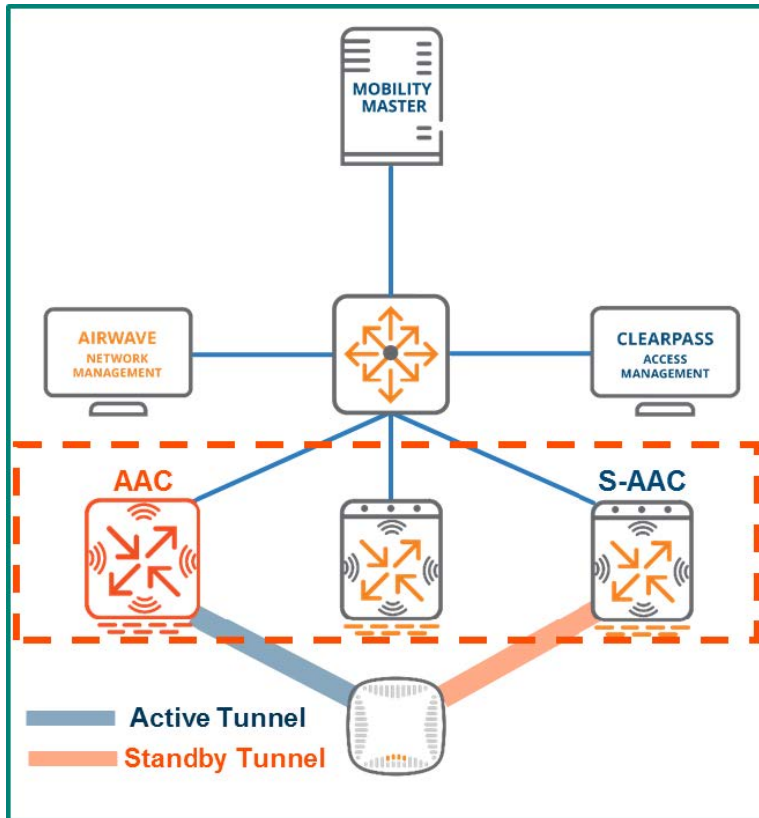 MOBILITY
MASTER
AIRWAVE
NETWORK
MANAGEMENT
CLEARPASS
ACCESS
MANAGEMENT
AAC
S-AAC
Active Tunnel
Standby Tunnel